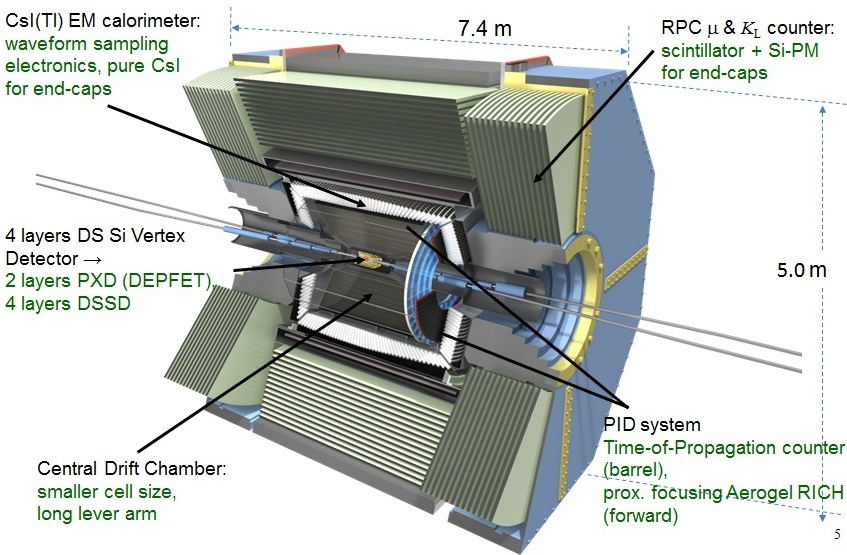 CsI(Tl) EM calorimeter:
waveform sampling
electronics, pure CsI
for end-caps
7.4 m
RPC μ & K_L counter:
scintillator + Si-PM
for end-caps
4 layers DS Si Vertex
Detector →
2 layers PXD (DEPFET),
4 layers DSSD
5.0 m
Central Drift Chamber:
smaller cell size,
long lever arm
PID system
Time-of-Propagation counter
(barrel),
prox. focusing Aerogel RICH
(forward)
5